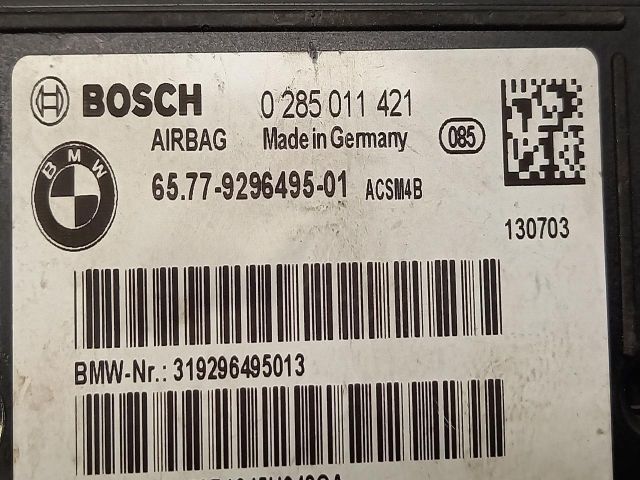 BOSCH 0 285 011 421
AIRBAG Made in Germany 085
BMW 65.77-9296495-01 ACSM4B
130703
BMW-Nr.: 319296495013